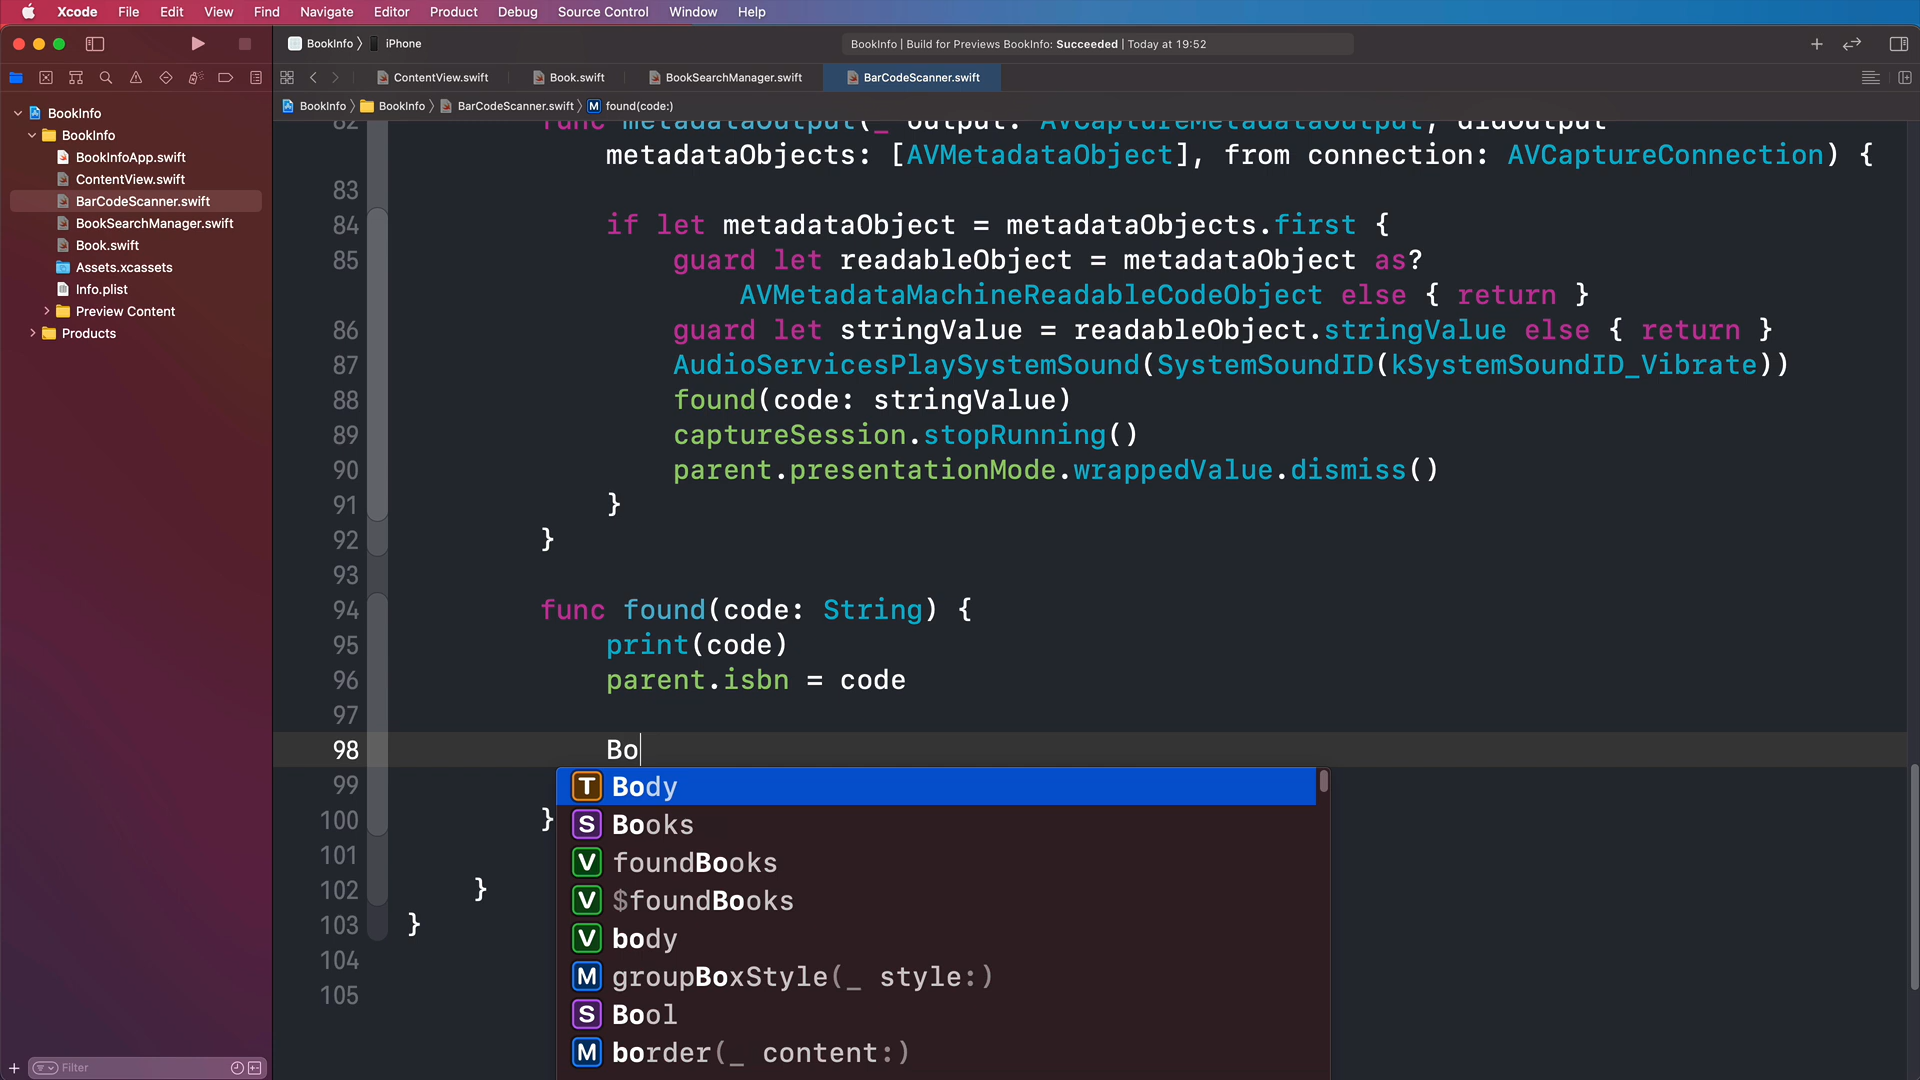 Xcode File Edit View Find Navigate Editor Product Debug Source Control Window Help
BookInfo iPhone
BookInfo | Build for Previews BookInfo: Succeeded | Today at 19:52
ContentView.swift Book.swift BookSearchManager.swift BarCodeScanner.swift
BookInfo BookInfo BarCodeScanner.swift M found(code:)
BookInfo
BookInfo
BookInfoApp.swift
ContentView.swift
BarCodeScanner.swift
BookSearchManager.swift
Book.swift
Assets.xcassets
Info.plist
Preview Content
Products
Filter
82 func metadataOutput(_ output: AVCaptureMetadataOutput, didOutput
metadataObjects: [AVMetadataObject], from connection: AVCaptureConnection) {
83
84 if let metadataObject = metadataObjects.first {
85 guard let readableObject = metadataObject as?
AVMetadataMachineReadableCodeObject else { return }
86 guard let stringValue = readableObject.stringValue else { return }
87 AudioServicesPlaySystemSound(SystemSoundID(kSystemSoundID_Vibrate))
88 found(code: stringValue)
89 captureSession.stopRunning()
90 parent.presentationMode.wrappedValue.dismiss()
91 }
92 }
93
94 func found(code: String) {
95 print(code)
96 parent.isbn = code
97
98 Bo
99
100 }
101
102 }
103 }
104
105
T Body
S Books
V foundBooks
V $foundBooks
V body
M groupBoxStyle(_ style:)
S Bool
M border(_ content:)